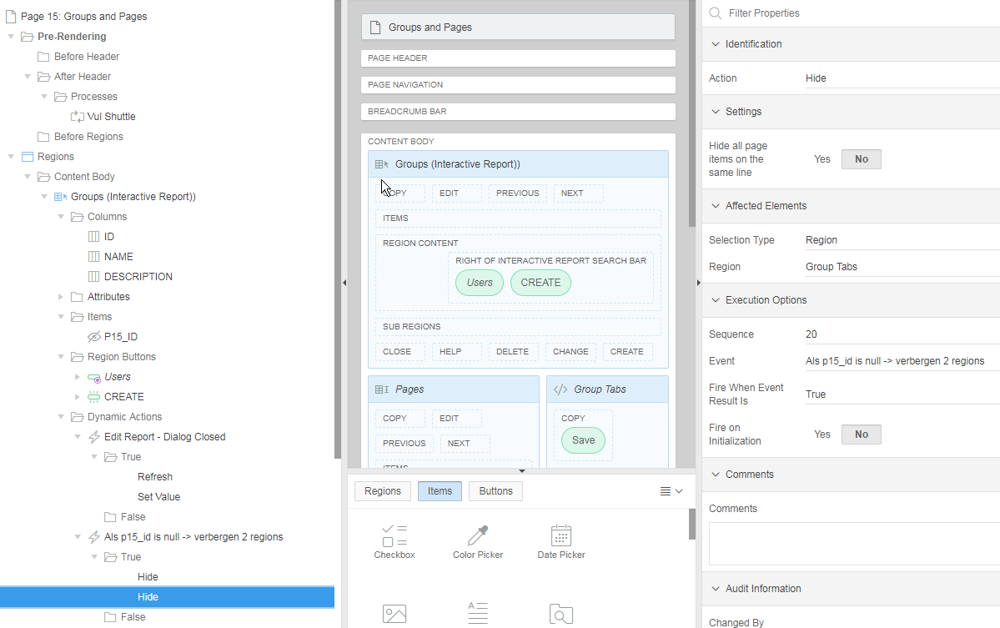 Page 15: Groups and Pages
Pre-Rendering
Before Header
After Header
Processes
Vul Shuttle
Before Regions
Regions
Content Body
Groups (Interactive Report))
Columns
ID
NAME
DESCRIPTION
Attributes
Items
P15_ID
Region Buttons
Users
CREATE
Dynamic Actions
Edit Report - Dialog Closed
True
Refresh
Set Value
False
Als p15_id is null -> verbergen 2 regions
True
Hide
Hide
False
Groups and Pages
PAGE HEADER
PAGE NAVIGATION
BREADCRUMB BAR
CONTENT BODY
Groups (Interactive Report))
COPY EDIT PREVIOUS NEXT
ITEMS
REGION CONTENT
RIGHT OF INTERACTIVE REPORT SEARCH BAR
Users CREATE
SUB REGIONS
CLOSE HELP DELETE CHANGE CREATE
Pages
COPY EDIT
PREVIOUS NEXT
ITEMS
Group Tabs
COPY
Save
Regions Items Buttons
Checkbox Color Picker Date Picker
Filter Properties
Identification
Action Hide
Settings
Hide all page
items on the Yes No
same line
Affected Elements
Selection Type Region
Region Group Tabs
Execution Options
Sequence 20
Event Als p15_id is null -> verbergen 2 regions
Fire When Event
Result Is True
Fire on
Initialization Yes No
Comments
Comments
Audit Information
Changed By